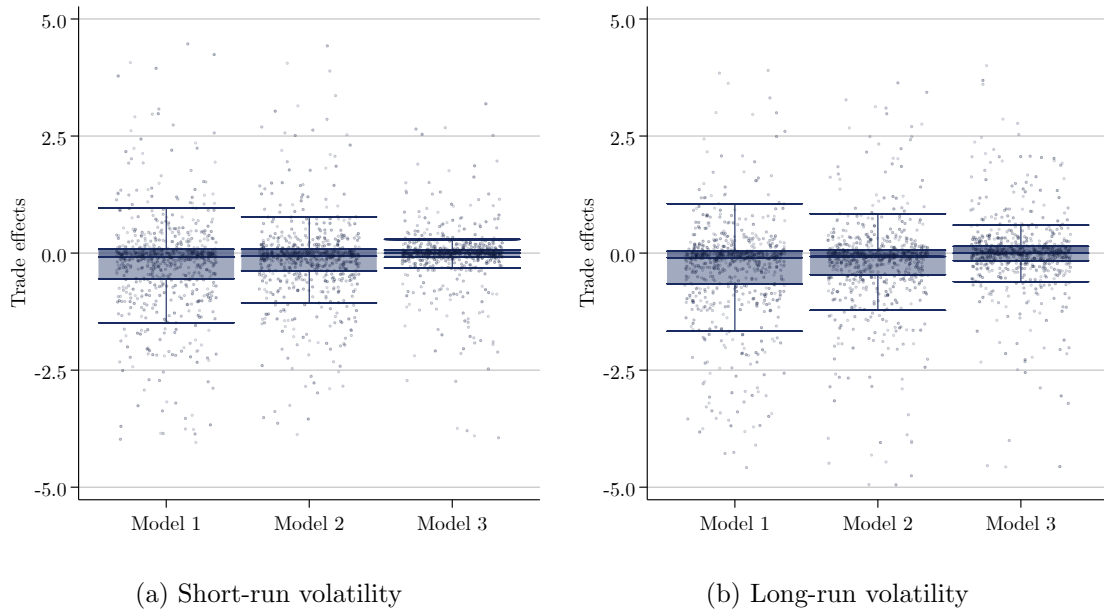 5.0
2.5
0.0
-2.5
-5.0
Trade effects
Model 1 Model 2 Model 3
(a) Short-run volatility
5.0
2.5
0.0
-2.5
-5.0
Trade effects
Model 1 Model 2 Model 3
(b) Long-run volatility